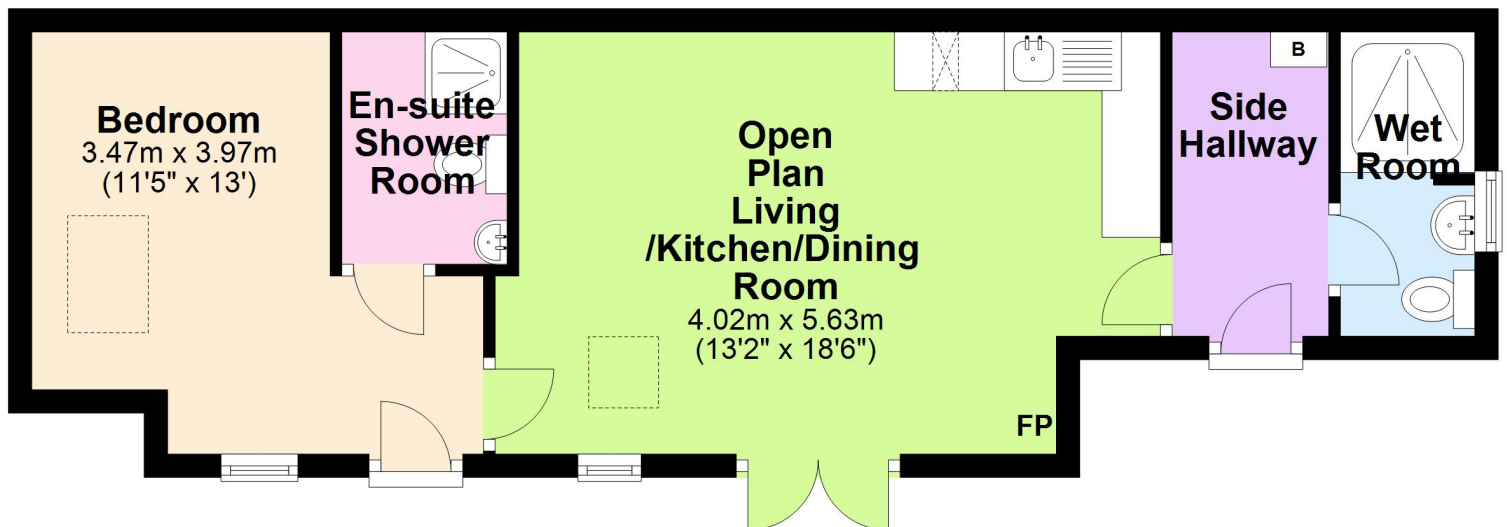 Bedroom
3.47m x 3.97m
(11'5" x 13')
En-suite
Shower
Room
Open
Plan
Living
/Kitchen/Dining
Room
4.02m x 5.63m
(13'2" x 18'6")
FP
B
Side
Hallway
Wet
Room